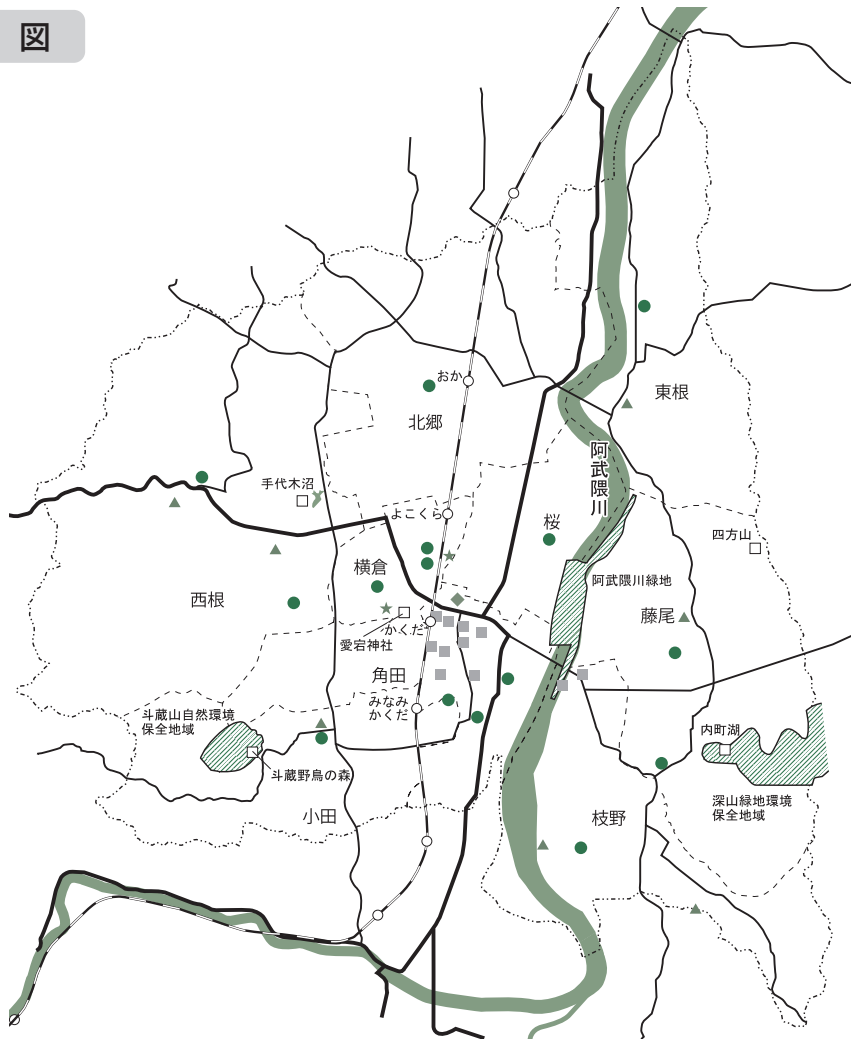 図
おか
東根
北郷
阿武隈川
手代木沼
よこくら
桜
四方山
横倉
阿武隈川緑地
西根
藤尾
かくだ
愛宕神社
角田
みなみ
かくだ
斗蔵山自然環境
保全地域
内町湖
斗蔵野鳥の森
深山緑地環境
保全地域
小田
枝野